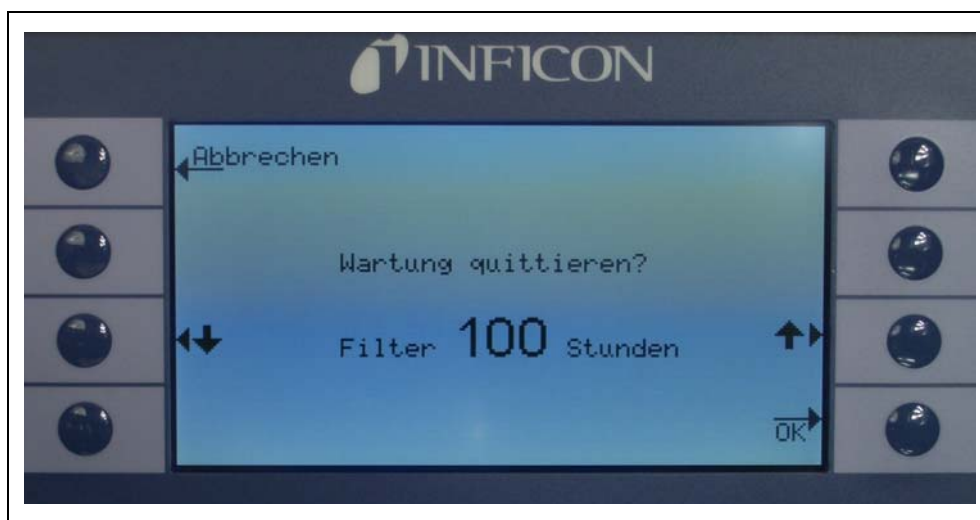 INFICON
Abbrechen
Wartung quittieren?
Filter 100 Stunden
OK